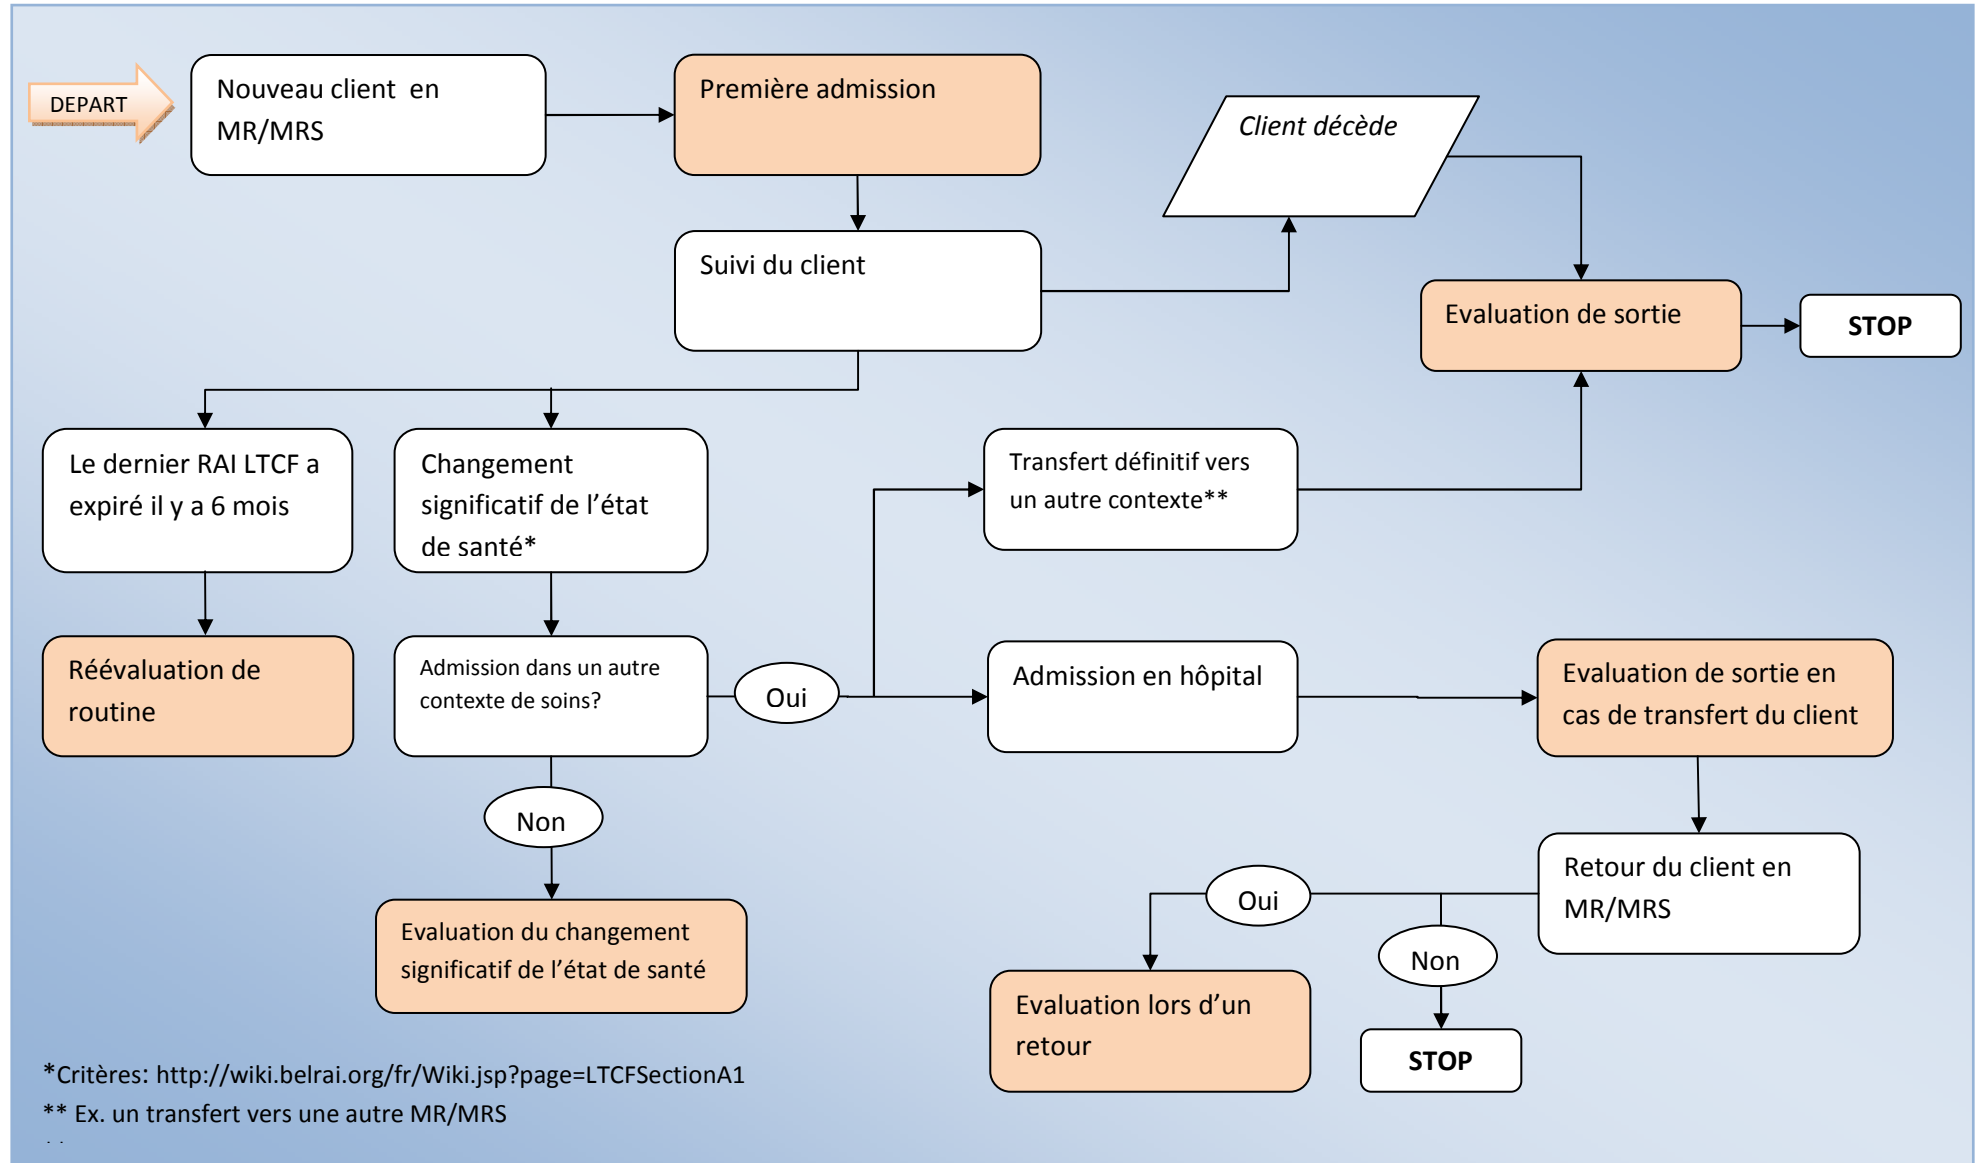 DEPART
Nouveau client en
MR/MRS
Première admission
Client décède
Suivi du client
Evaluation de sortie
STOP
Le dernier RAI LTCF a
expiré il y a 6 mois
Changement
significatif de l’état
de santé*
Transfert définitif vers
un autre contexte**
Réévaluation de
routine
Admission dans un autre
contexte de soins?
Oui
Admission en hôpital
Evaluation de sortie en
cas de transfert du client
Non
Retour du client en
MR/MRS
Oui
Non
Evaluation du changement
significatif de l’état de santé
Evaluation lors d’un
retour
STOP
*Critères: http://wiki.belrai.org/fr/Wiki.jsp?page=LTCFSectionA1
** Ex. un transfert vers une autre MR/MRS